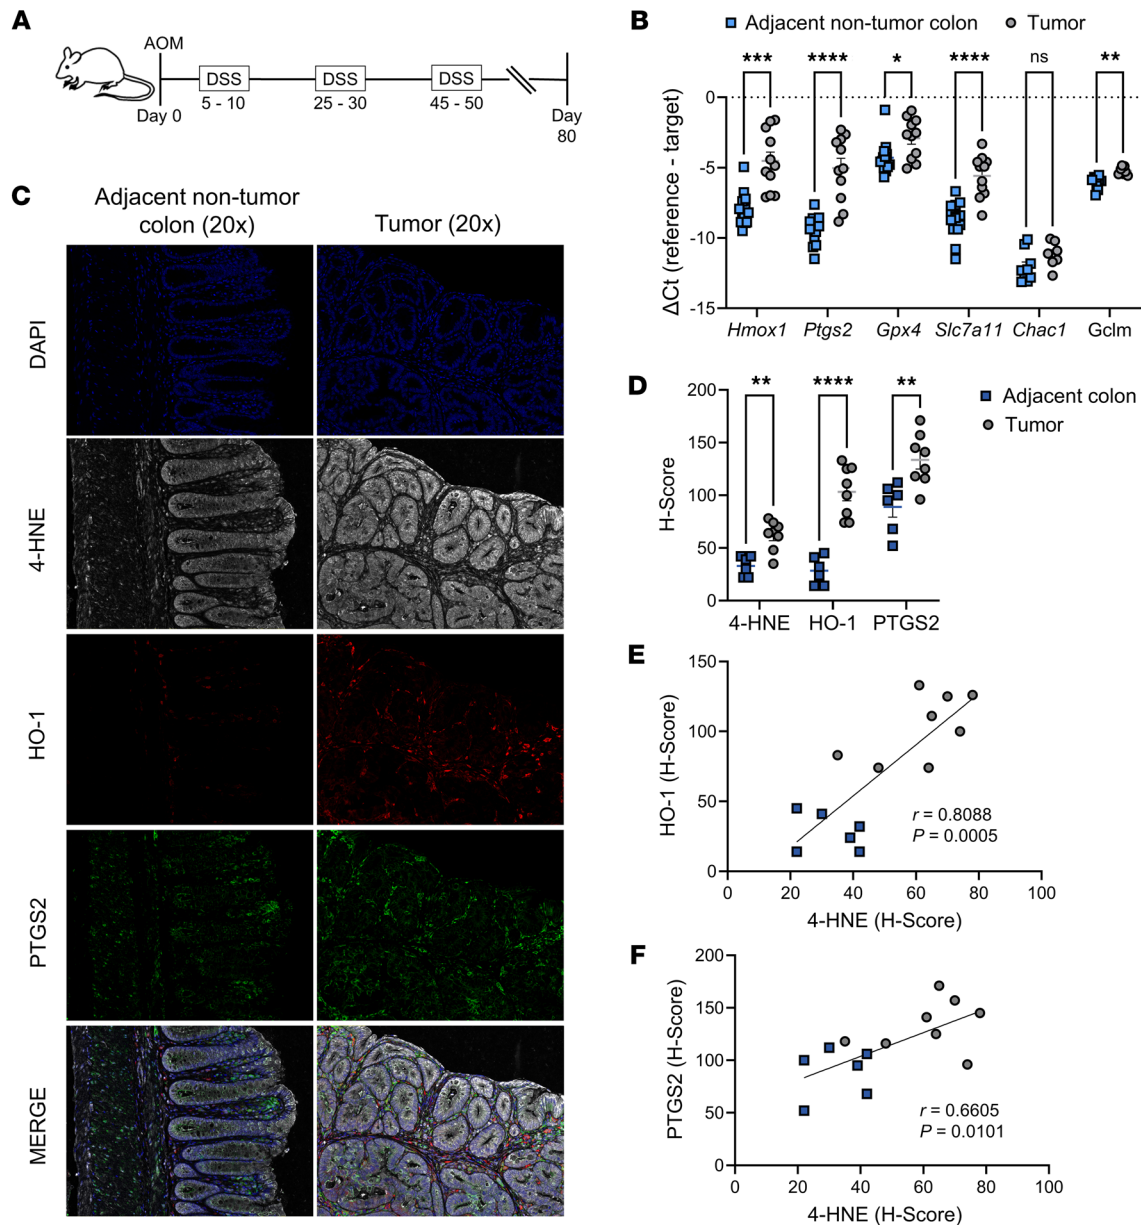 A
AOM
DSS
DSS
DSS
5 - 10
25 - 30
45 - 50
Day 0
Day
80
B
Adjacent non-tumor colon
Tumor
***
****
*
****
ns
**
0
-5
-10
-15
ΔCt (reference - target)
Hmox1
Ptgs2
Gpx4
Slc7a11
Chac1
Gclm
C
Adjacent non-tumor
colon (20x)
Tumor (20x)
DAPI
4-HNE
HO-1
PTGS2
MERGE
D
Adjacent colon
Tumor
**
****
**
200
150
100
50
0
H-Score
4-HNE
HO-1
PTGS2
E
150
100
50
0
HO-1 (H-Score)
r = 0.8088
P = 0.0005
0
20
40
60
80
100
4-HNE (H-Score)
F
200
150
100
50
0
PTGS2 (H-Score)
r = 0.6605
P = 0.0101
0
20
40
60
80
100
4-HNE (H-Score)